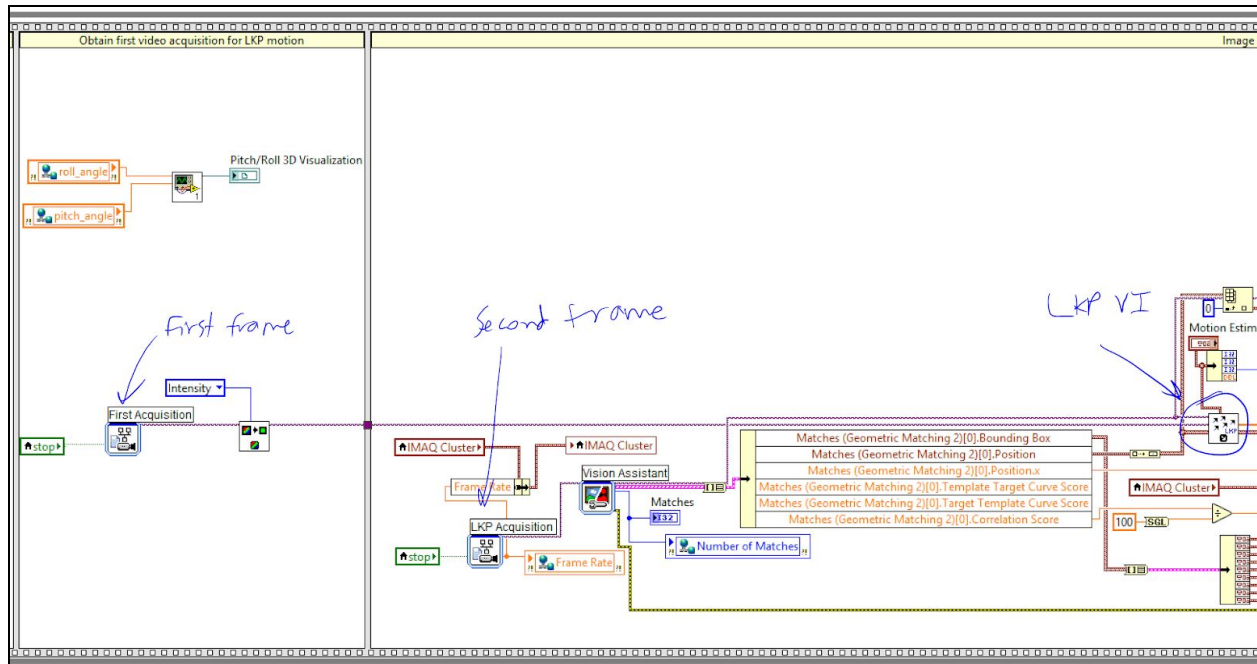 Obtain first video acquisition for LKP motion
Image
roll_angle
Pitch/Roll 3D Visualization
1
pitch_angle
First frame
Second frame
LKP VI
0
Motion Estim
Intensity
First Acquisition
stop
IMAQ Cluster
IMAQ Cluster
Frame Rate
Vision Assistant
Matches
I32
Number of Matches
LKP Acquisition
stop
Frame Rate
Matches (Geometric Matching 2)[0].Bounding Box
Matches (Geometric Matching 2)[0].Position
Matches (Geometric Matching 2)[0].Position.x
Matches (Geometric Matching 2)[0].Template Target Curve Score
Matches (Geometric Matching 2)[0].Target Template Curve Score
Matches (Geometric Matching 2)[0].Correlation Score
LKP
IMAQ Cluster
100
SGL